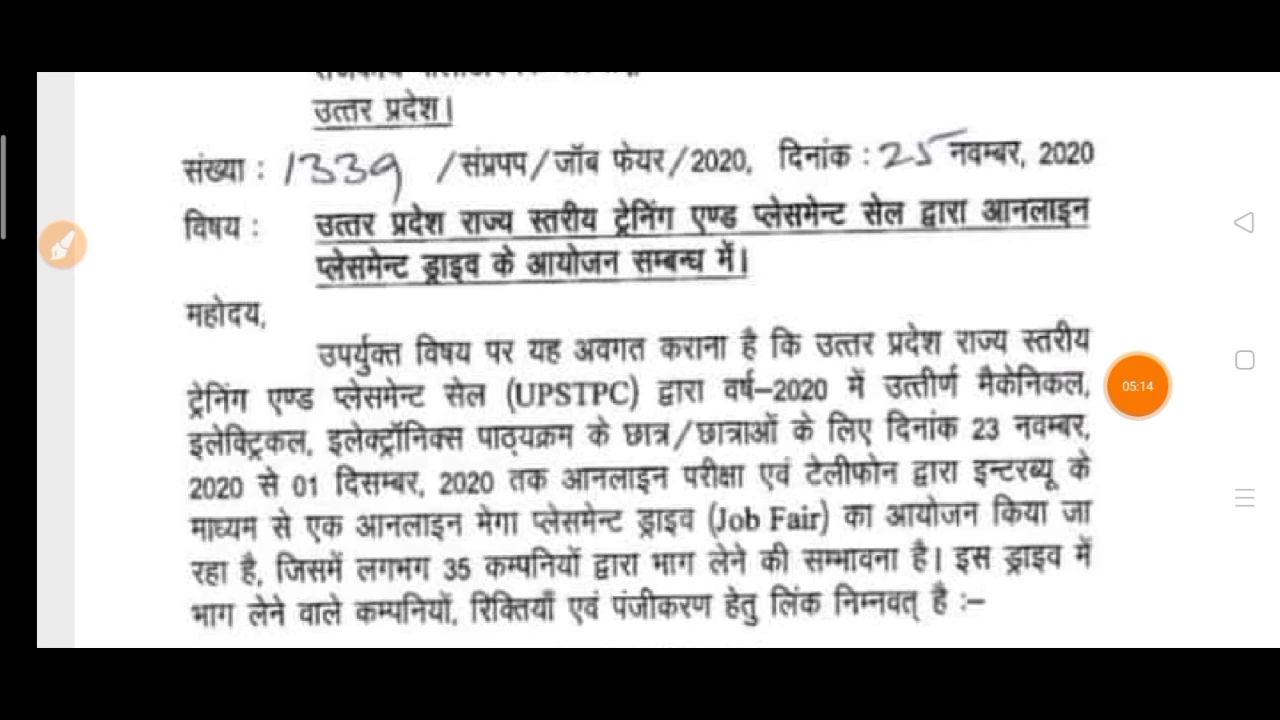 उत्तर प्रदेश।
संख्या : 1339 /संप्रपप/जॉब फेयर/2020, दिनांक : 25 नवम्बर, 2020
विषय : उत्तर प्रदेश राज्य स्तरीय ट्रेनिंग एण्ड प्लेसमेन्ट सेल द्वारा आनलाइन
प्लेसमेन्ट ड्राइव के आयोजन सम्बन्ध में।
महोदय,
उपर्युक्त विषय पर यह अवगत कराना है कि उत्तर प्रदेश राज्य स्तरीय
ट्रेनिंग एण्ड प्लेसमेन्ट सेल (UPSTPC) द्वारा वर्ष–2020 में उत्तीर्ण मैकेनिकल,
इलेक्ट्रिकल, इलेक्ट्रॉनिक्स पाठ्यक्रम के छात्र/छात्राओं के लिए दिनांक 23 नवम्बर,
2020 से 01 दिसम्बर, 2020 तक आनलाइन परीक्षा एवं टेलीफोन द्वारा इन्टरब्यू के
माध्यम से एक आनलाइन मेगा प्लेसमेन्ट ड्राइव (Job Fair) का आयोजन किया जा
रहा है, जिसमें लगभग 35 कम्पनियों द्वारा भाग लेने की सम्भावना है। इस ड्राइव में
भाग लेने वाले कम्पनियों, रिक्तियाँ एवं पंजीकरण हेतु लिंक निम्नवत् है :–
05:14